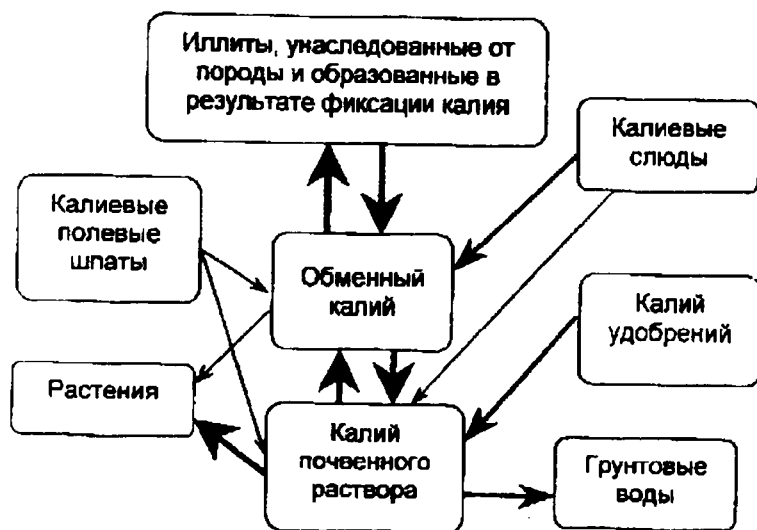 Иллиты, унаследованные от
породы и образованные в
результате фиксации калия
Калиевые
слюды
Калиевые
полевые
шпаты
Обменный
калий
Калий
удобрений
Растения
Калий
почвенного
раствора
Грунтовые
воды